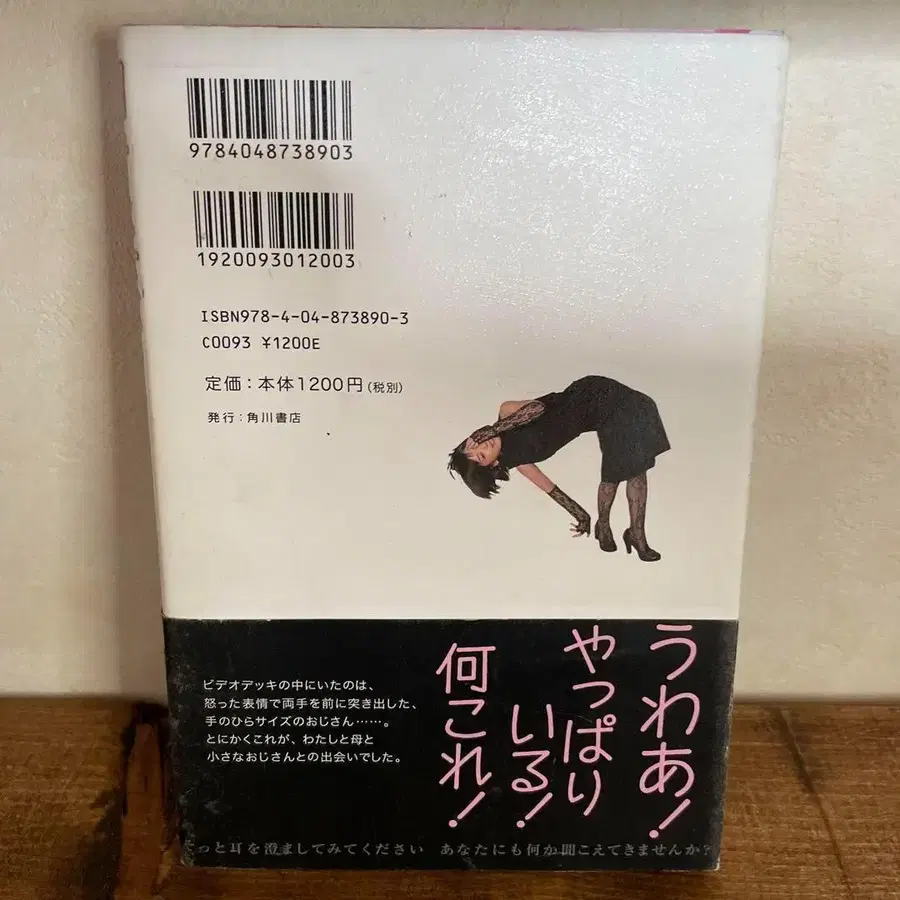 9784048738903
1920093012003
ISBN978-4-04-873890-3
C0093 ¥1200E
定価：本体1200円（税別）
発行：角川書店
うわあ！
やっぱり
いる！
何これ！
ビデオデッキの中にいたのは、
怒った表情で両手を前に突き出した、
手のひらサイズのおじさん……。
とにかくこれが、わたしと母と
小さなおじさんとの出会いでした。
っと耳を澄ましてみてください　あなたにも何か聞こえてきませんか？